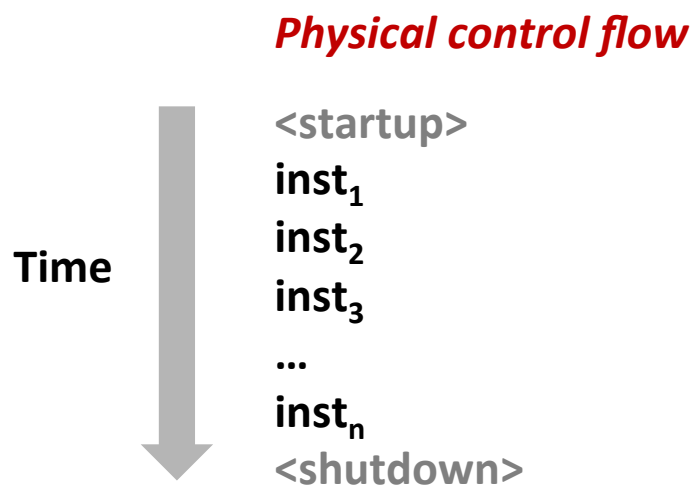 Physical control flow
<startup>
inst₁
inst₂
Time
inst₃
...
instₙ
<shutdown>